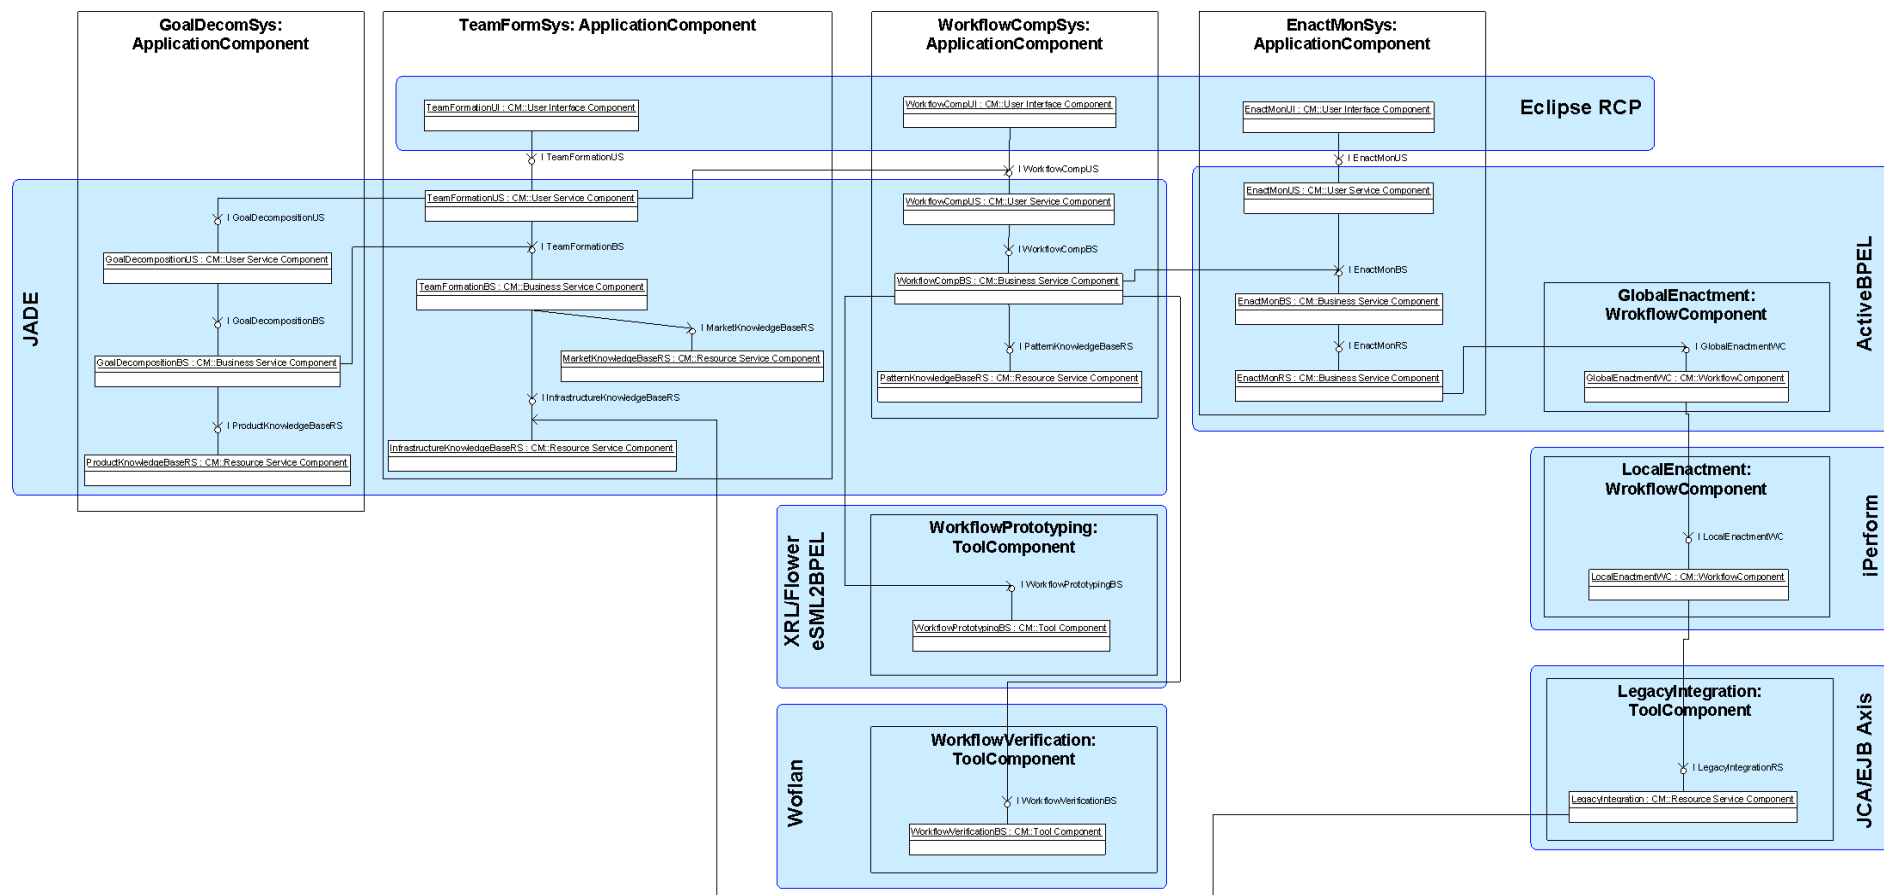 GoalDecomSys:
ApplicationComponent
TeamFormSys: ApplicationComponent
WorkflowCompSys:
ApplicationComponent
EnactMonSys:
ApplicationComponent
Eclipse RCP
TeamFormationUI : CM::User Interface Component
WorkflowCompUI : CM::User Interface Component
EnactMonUI : CM::User Interface Component
I TeamFormationUS
I WorkflowCompUS
I EnactMonUS
JADE
ActiveBPEL
TeamFormationUS : CM::User Service Component
WorkflowCompUS : CM::User Service Component
EnactMonUS : CM::User Service Component
I GoalDecompositionUS
I TeamFormationBS
I WorkflowCompBS
GoalDecompositionUS : CM::User Service Component
I EnactMonBS
TeamFormationBS : CM::Business Service Component
WorkflowCompBS : CM::Business Service Component
EnactMonBS : CM::Business Service Component
GlobalEnactment:
WrokflowComponent
I GoalDecompositionBS
I MarketKnowledgeBaseRS
I PatternKnowledgeBaseRS
I EnactMonRS
I GlobalEnactmentWC
GoalDecompositionBS : CM::Business Service Component
MarketKnowledgeBaseRS : CM::Resource Service Component
PatternKnowledgeBaseRS : CM::Resource Service Component
EnactMonRS : CM::Business Service Component
GlobalEnactmentWC : CM::WorkflowComponent
I InfrastructureKnowledgeBaseRS
I ProductKnowledgeBaseRS
InfrastructureKnowledgeBaseRS : CM::Resource Service Component
ProductKnowledgeBaseRS : CM::Resource Service Component
LocalEnactment:
WrokflowComponent
iPerform
I LocalEnactmentWC
LocalEnactmentWC : CM::WorkflowComponent
XRL/Flower
eSML2BPEL
WorkflowPrototyping:
ToolComponent
I WorkflowPrototypingBS
WorkflowPrototypingBS : CM::Tool Component
LegacyIntegration:
ToolComponent
JCA/EJB Axis
I LegacyIntegrationRS
LegacyIntegration : CM::Resource Service Component
Woflan
WorkflowVerification:
ToolComponent
I WorkflowVerificationBS
WorkflowVerificationBS : CM::Tool Component